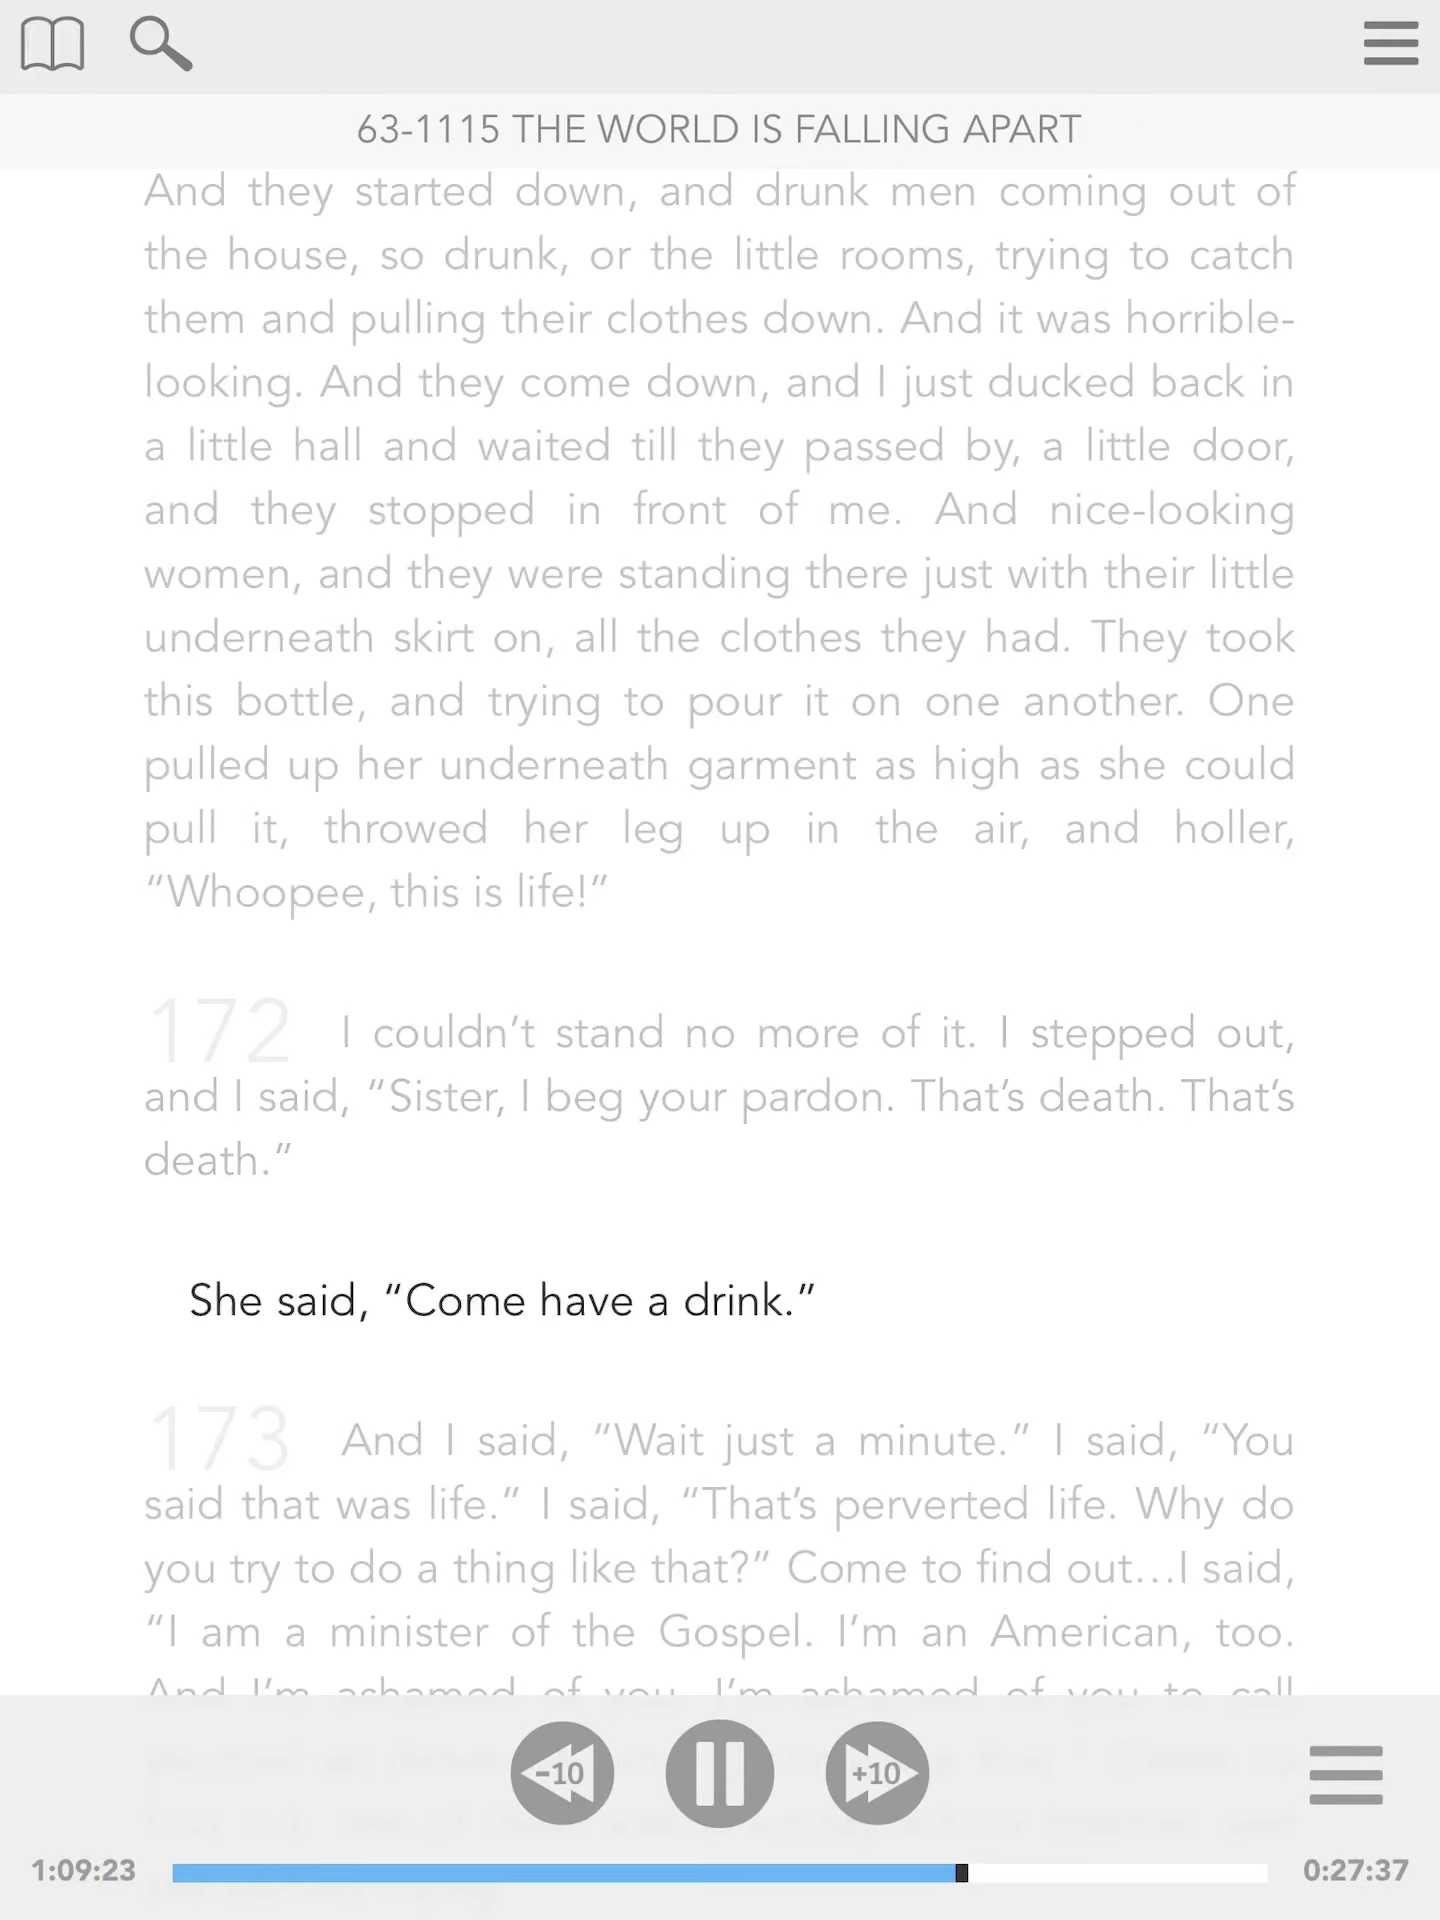 63-1115 THE WORLD IS FALLING APART
And they started down, and drunk men coming out of
the house, so drunk, or the little rooms, trying to catch
them and pulling their clothes down. And it was horrible-
looking. And they come down, and I just ducked back in
a little hall and waited till they passed by, a little door,
and they stopped in front of me. And nice-looking
women, and they were standing there just with their little
underneath skirt on, all the clothes they had. They took
this bottle, and trying to pour it on one another. One
pulled up her underneath garment as high as she could
pull it, throwed her leg up in the air, and holler,
“Whoopee, this is life!”
172 I couldn’t stand no more of it. I stepped out,
and I said, “Sister, I beg your pardon. That’s death. That’s
death.”
She said, “Come have a drink.”
173 And I said, “Wait just a minute.” I said, “You
said that was life.” I said, “That’s perverted life. Why do
you try to do a thing like that?” Come to find out…I said,
“I am a minister of the Gospel. I’m an American, too.
And I’m ashamed of you. I’m ashamed of you to call
-10 +10
1:09:23 0:27:37